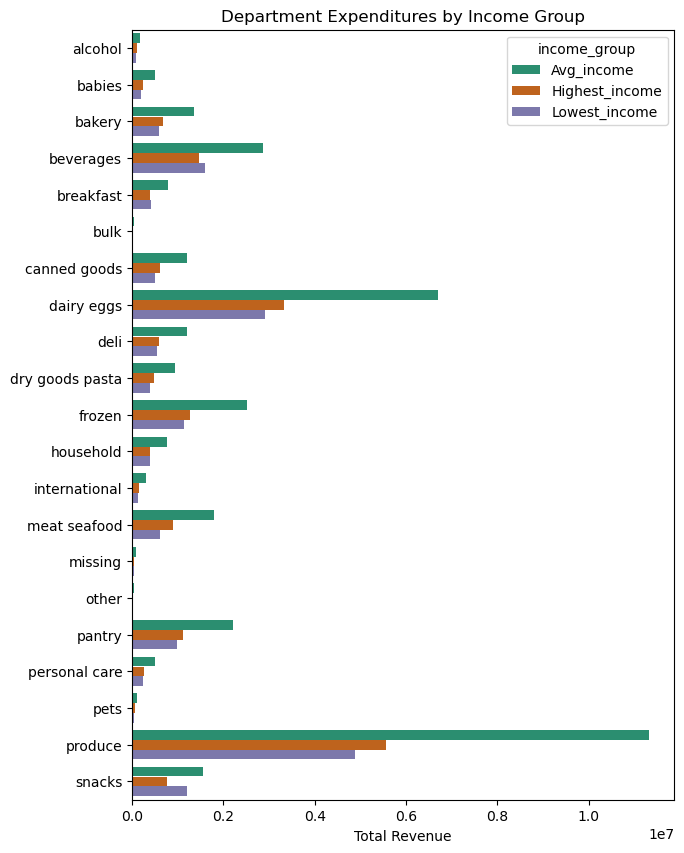 Department Expenditures by Income Group
income_group
Avg_income
Highest_income
Lowest_income
alcohol
babies
bakery
beverages
breakfast
bulk
canned goods
dairy eggs
deli
dry goods pasta
frozen
household
international
meat seafood
missing
other
pantry
personal care
pets
produce
snacks
0.0 0.2 0.4 0.6 0.8 1.0
1e7
Total Revenue